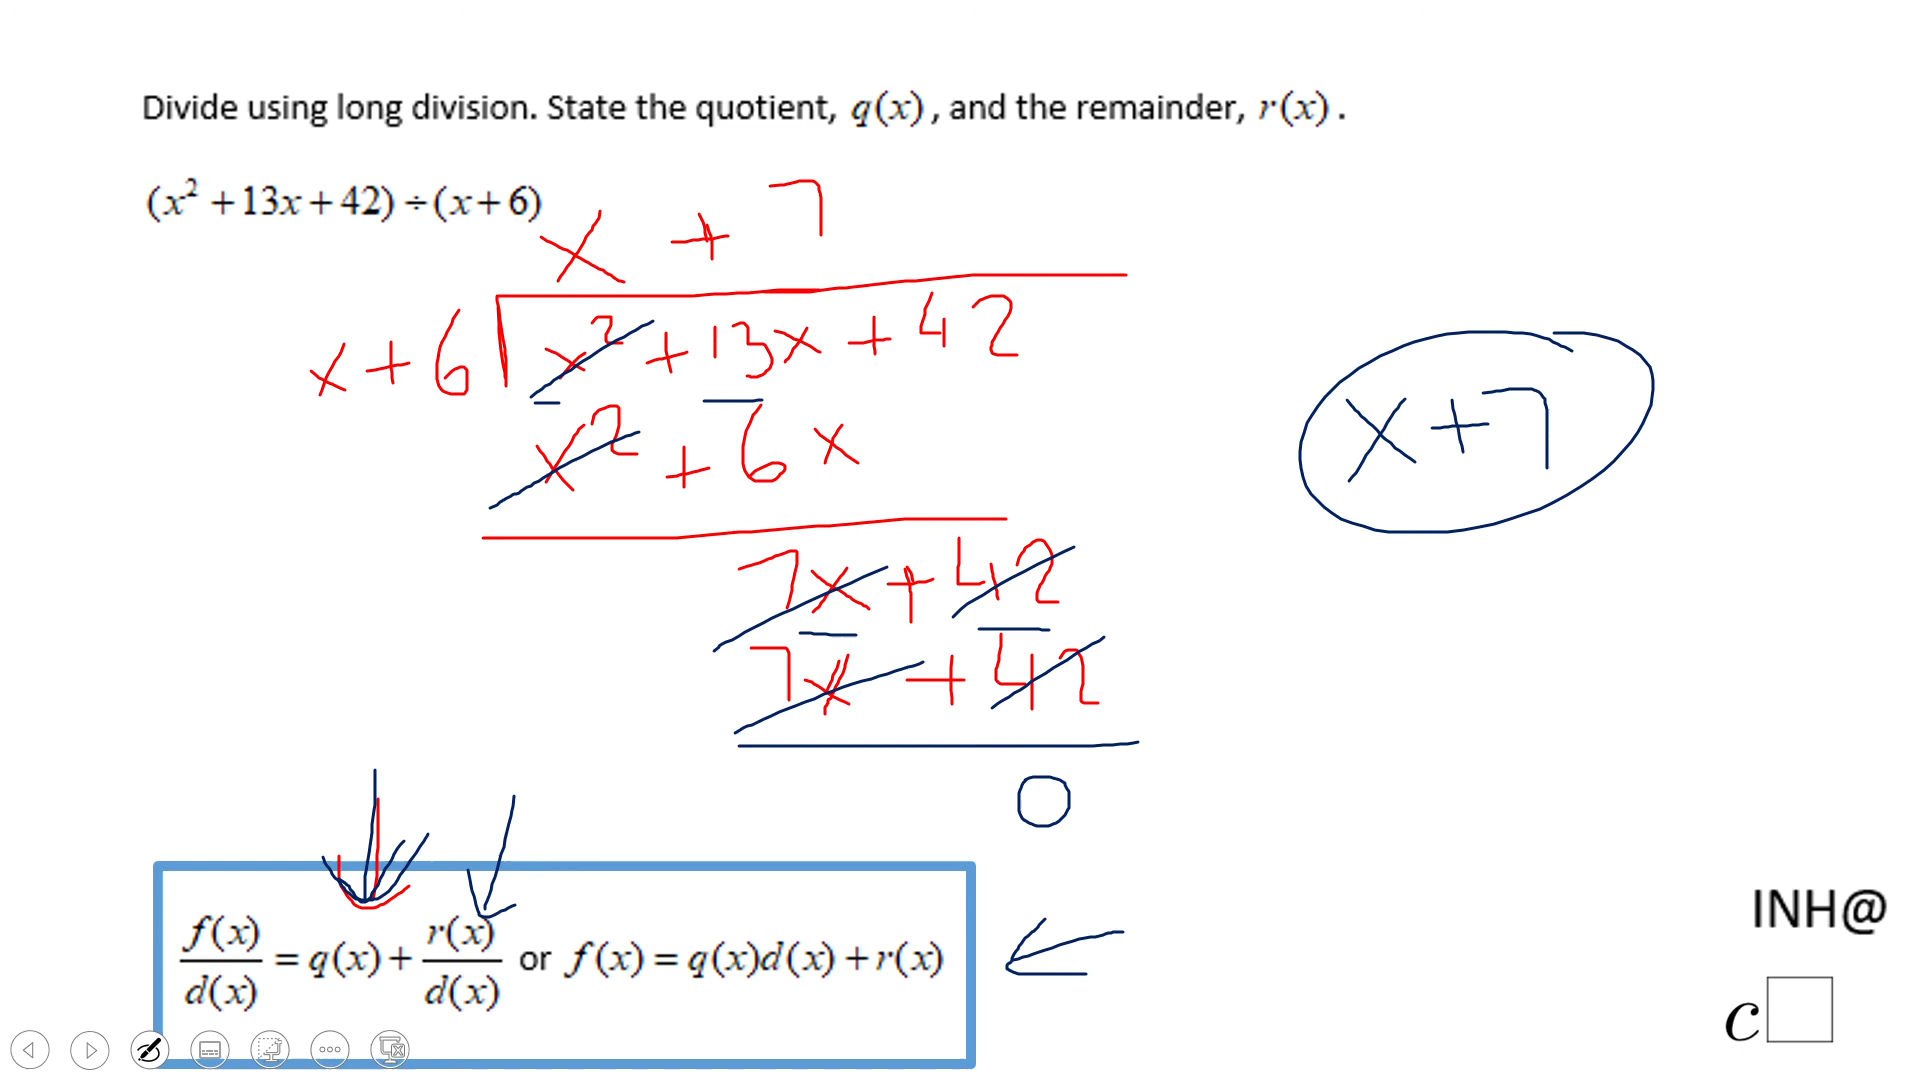 Divide using long division. State the quotient, q(x), and the remainder, r(x).
(x² + 13x + 42) ÷ (x + 6)
x + 7
x + 6 x² + 13x + 42
x² + 6x
x + 7
7x + 42
7x + 42
0
f(x)/d(x) = q(x) + r(x)/d(x) or f(x) = q(x)d(x) + r(x)
INH@
c